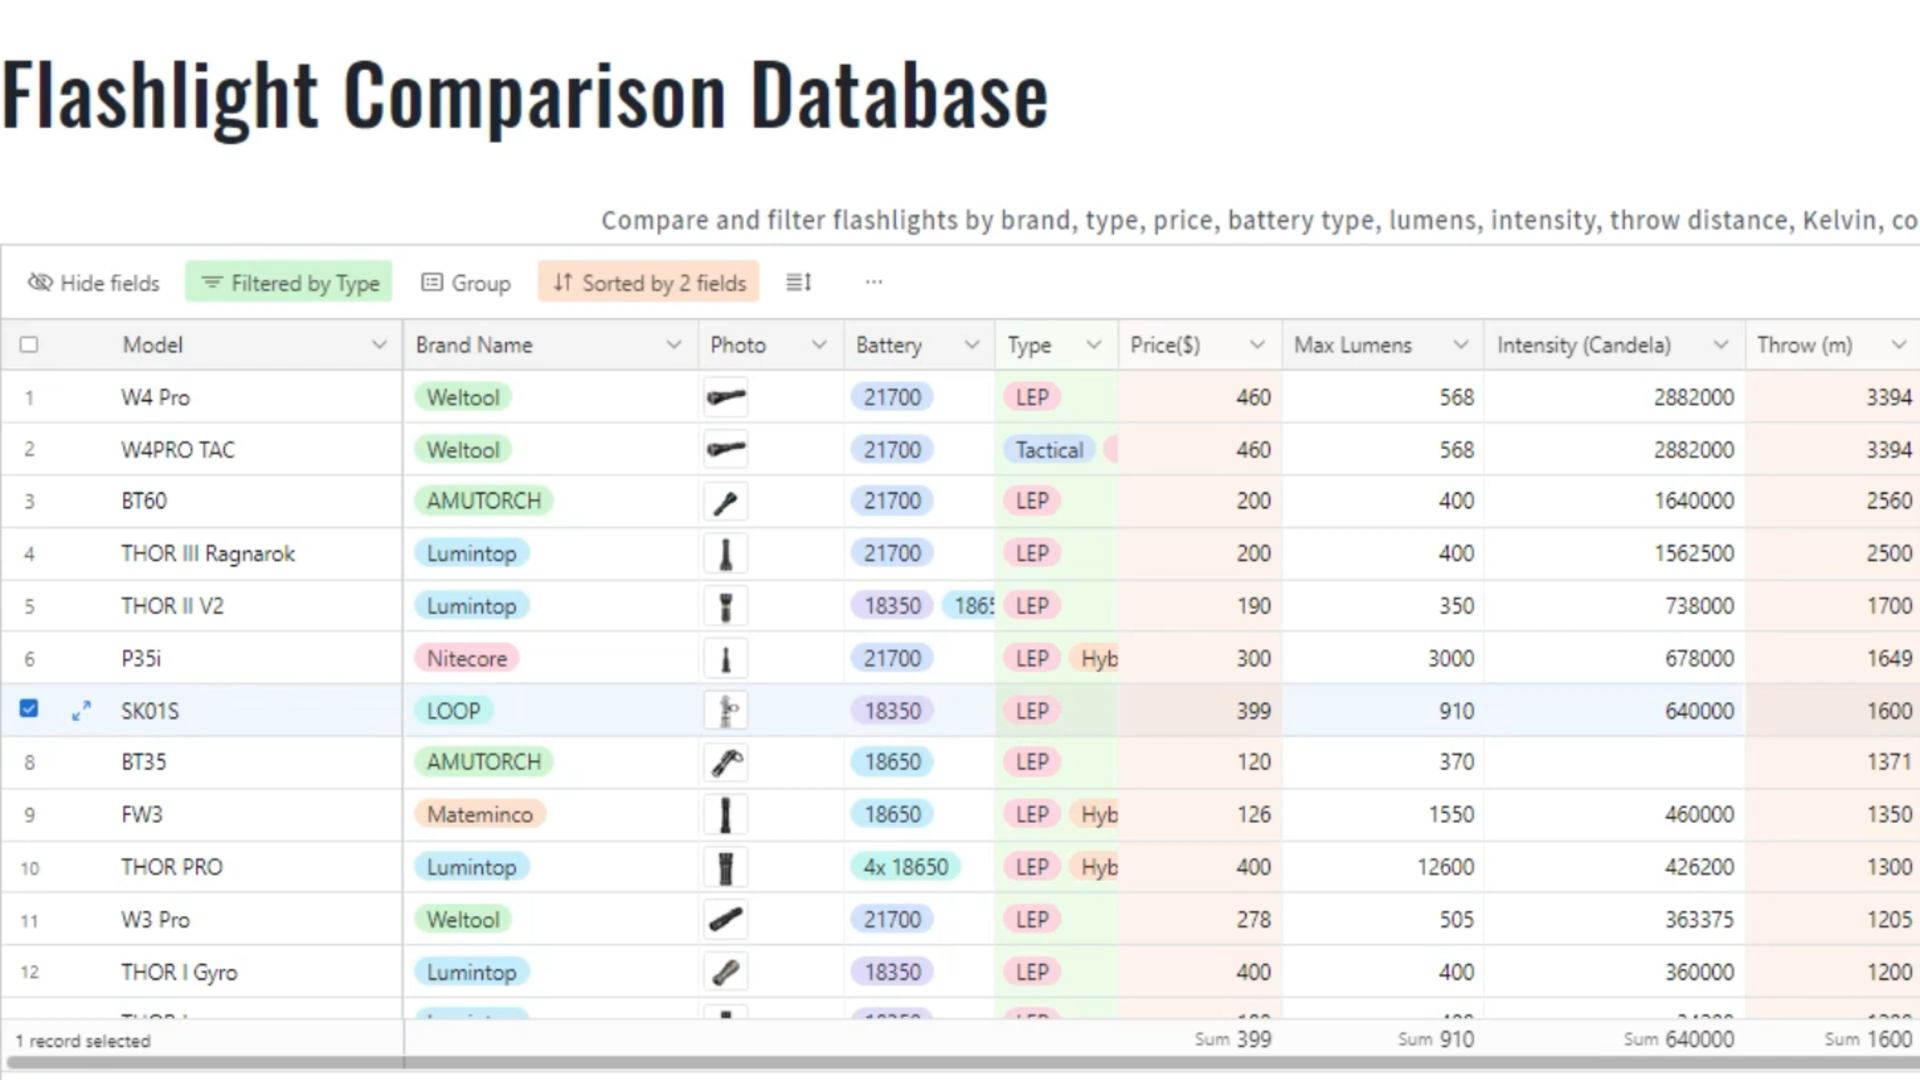 Flashlight Comparison Database
Compare and filter flashlights by brand, type, price, battery type, lumens, intensity, throw distance, Kelvin, co
Hide fields Filtered by Type Group Sorted by 2 fields ...
Model Brand Name Photo Battery Type Price($) Max Lumens Intensity (Candela) Throw (m)
1 W4 Pro Weltool 21700 LEP 460 568 2882000 3394
2 W4PRO TAC Weltool 21700 Tactical 460 568 2882000 3394
3 BT60 AMUTORCH 21700 LEP 200 400 1640000 2560
4 THOR III Ragnarok Lumintop 21700 LEP 200 400 1562500 2500
5 THOR II V2 Lumintop 18350 1865 LEP 190 350 738000 1700
6 P35i Nitecore 21700 LEP Hyb 300 3000 678000 1649
SK01S LOOP 18350 LEP 399 910 640000 1600
8 BT35 AMUTORCH 18650 LEP 120 370 1371
9 FW3 Mateminco 18650 LEP Hyb 126 1550 460000 1350
10 THOR PRO Lumintop 4x 18650 LEP Hyb 400 12600 426200 1300
11 W3 Pro Weltool 21700 LEP 278 505 363375 1205
12 THOR I Gyro Lumintop 18350 LEP 400 400 360000 1200
1 record selected Sum 399 Sum 910 Sum 640000 Sum 1600